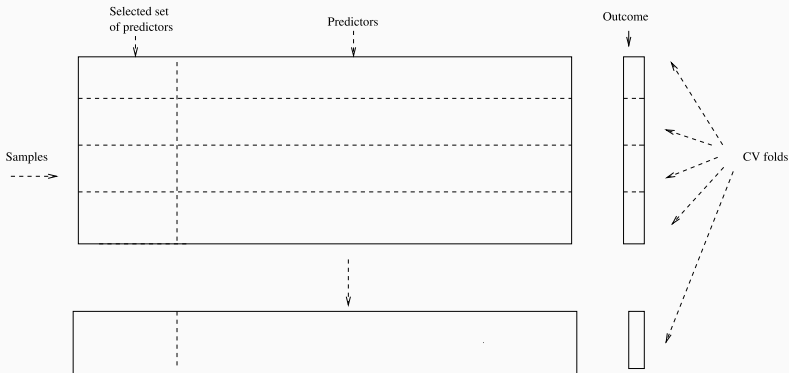 Selected set
of predictors
Predictors
Outcome
Samples
CV folds